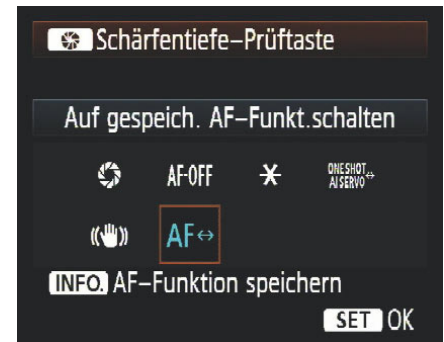 Schärfentiefe–Prüftaste
Auf gespeich. AF–Funkt.schalten
AF-OFF ONE SHOT AI SERVO↔
AF↔
INFO. AF–Funktion speichern
SET OK